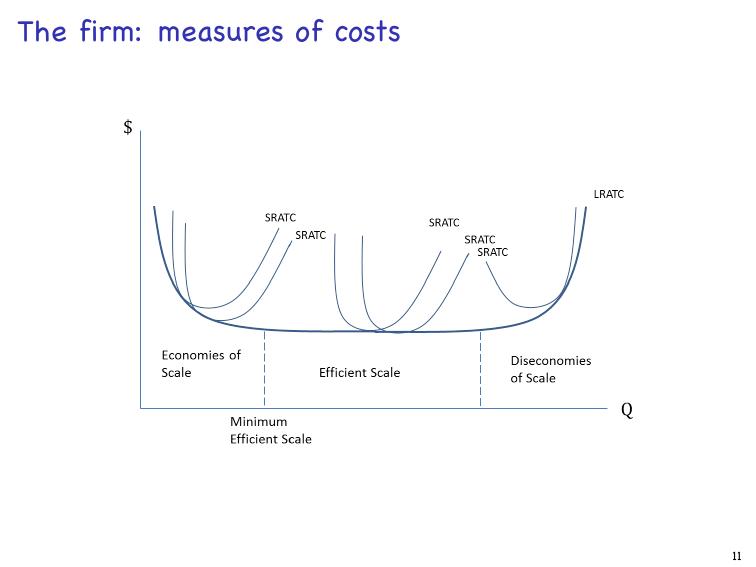 The firm: measures of costs
$
LRATC
SRATC
SRATC
SRATC
SRATC
SRATC
Economies of
Scale
Efficient Scale
Diseconomies
of Scale
Q
Minimum
Efficient Scale
11